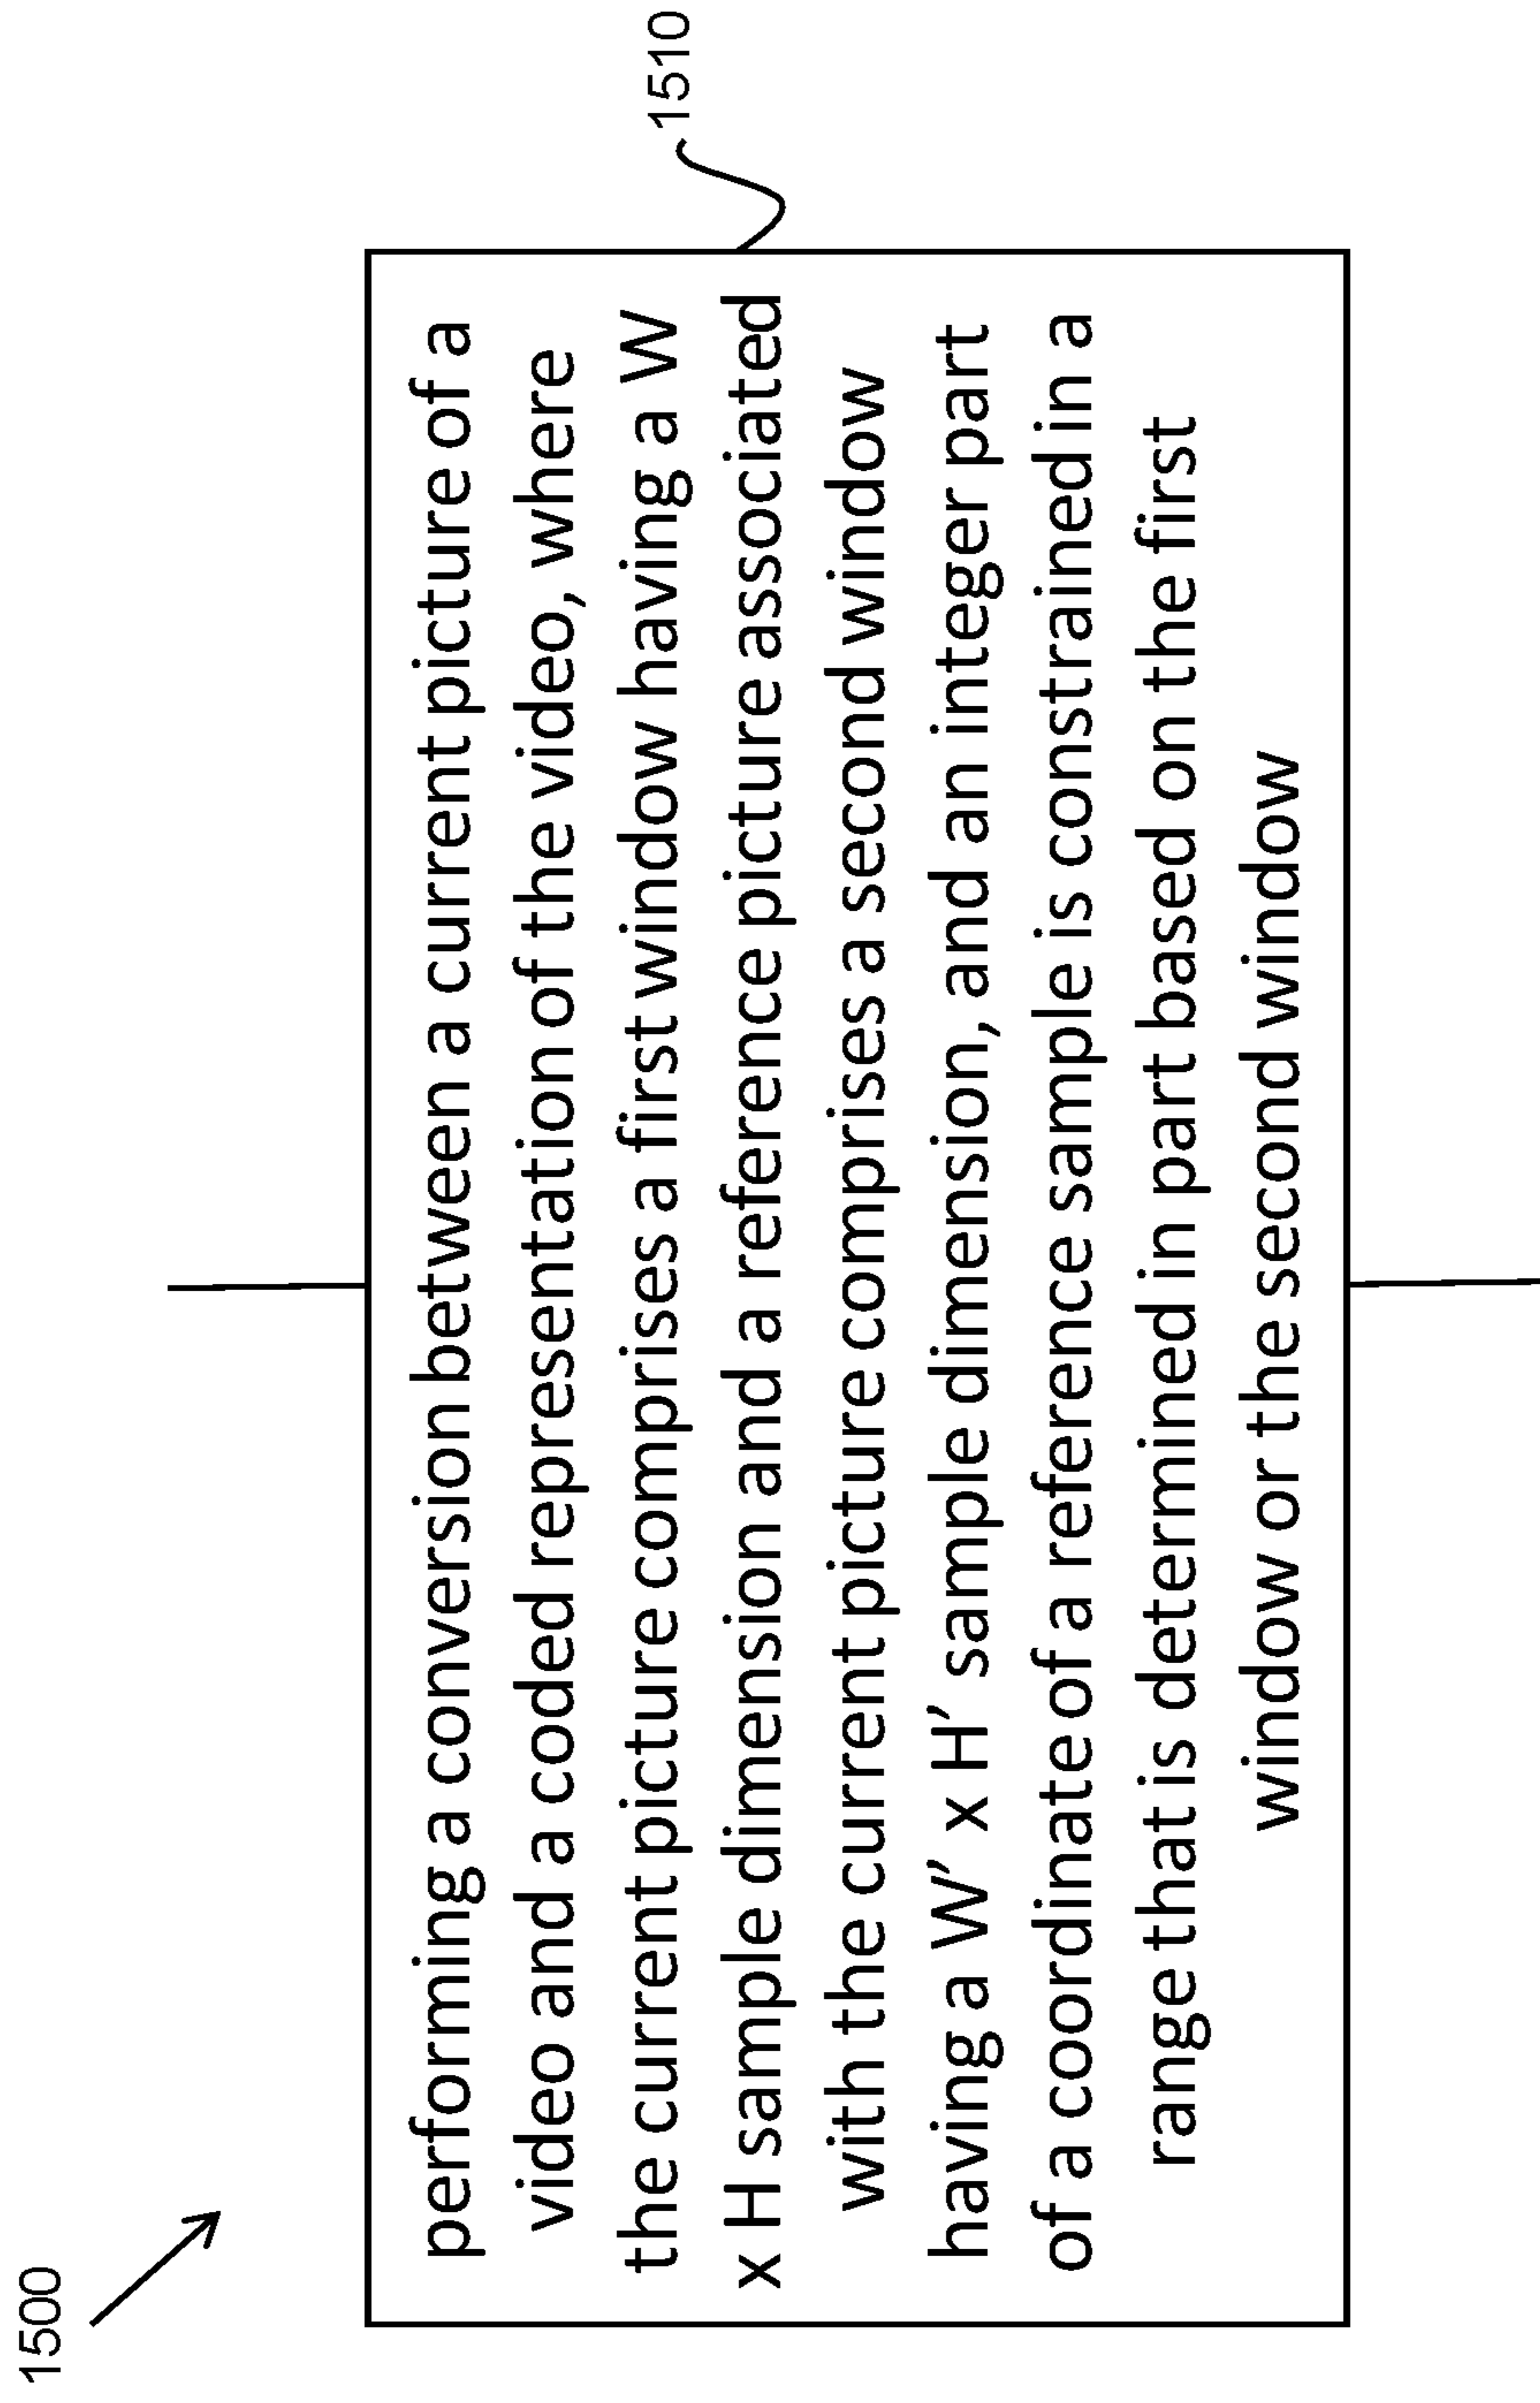 1500
performing a conversion between a current picture of a
video and a coded representation of the video, where
the current picture comprises a first window having a W
x H sample dimension and a reference picture associated
with the current picture comprises a second window
having a W’ x H’ sample dimension, and an integer part
of a coordinate of a reference sample is constrained in a
range that is determined in part based on the first
window or the second window
1510